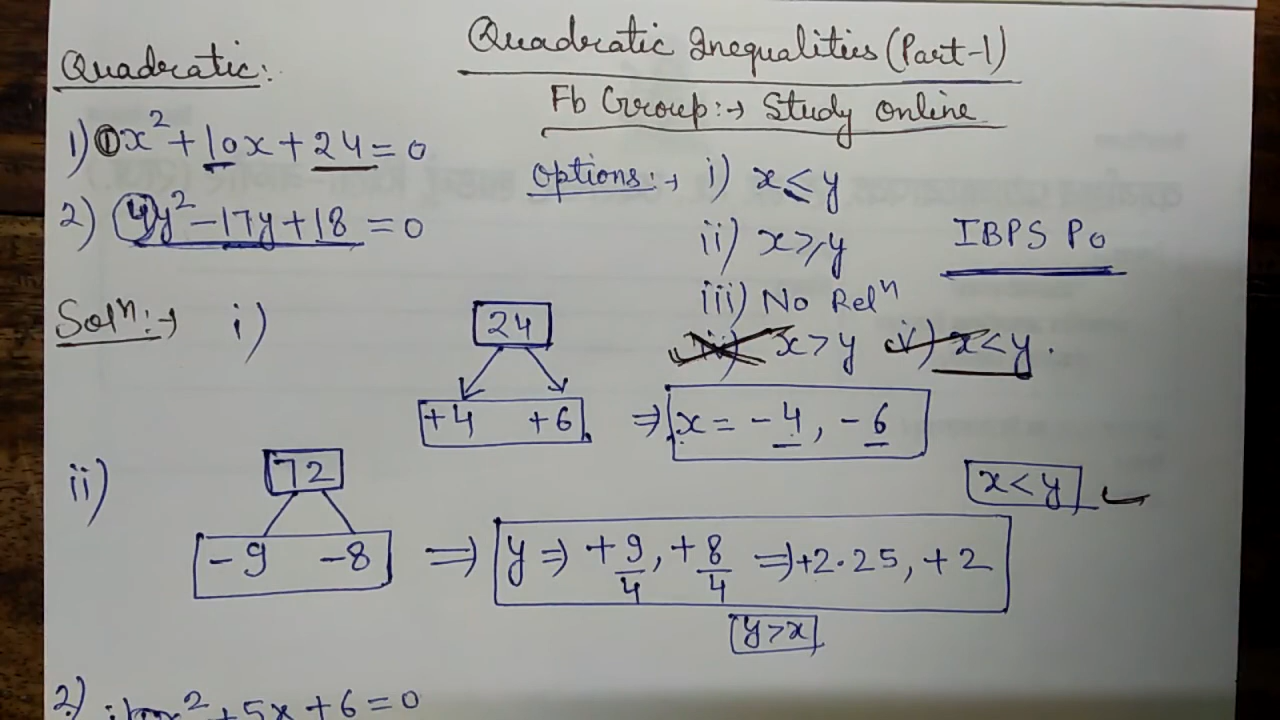 Quadratic Inequalities (Part-1)
Fb Group:→ Study Online
Quadratic:
1) 1x² + 10x + 24 = 0
2) 4y² - 17y + 18 = 0
Options:→ i) x ≤ y
ii) x ≥ y
iii) No Relⁿ
x > y v) x < y.
IBPS PO
Solⁿ:→ i)
24
+4 +6 ⇒ x = -4, -6
ii)
72
-9 -8 ⇒ y ⇒ +9/4, +8/4 ⇒ +2.25, +2
x < y
y > x
2) i) x² + 5x + 6 = 0